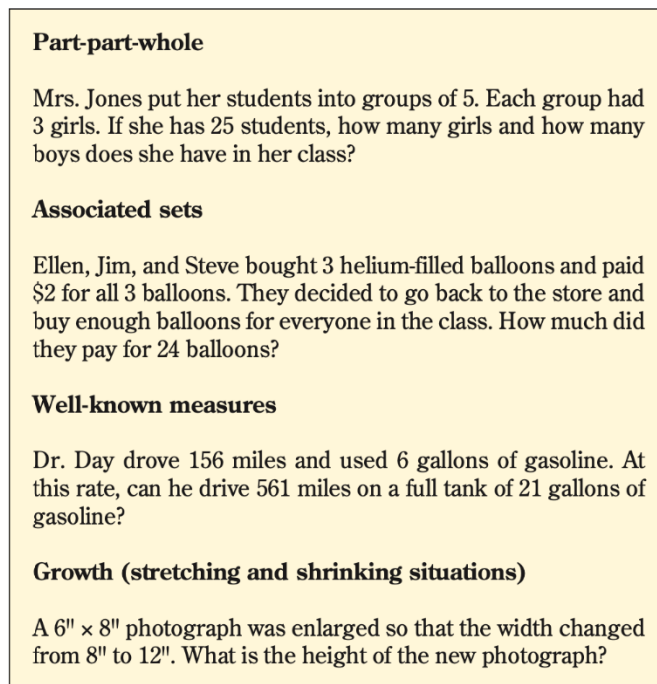 Part-part-whole
Mrs. Jones put her students into groups of 5. Each group had
3 girls. If she has 25 students, how many girls and how many
boys does she have in her class?
Associated sets
Ellen, Jim, and Steve bought 3 helium-filled balloons and paid
$2 for all 3 balloons. They decided to go back to the store and
buy enough balloons for everyone in the class. How much did
they pay for 24 balloons?
Well-known measures
Dr. Day drove 156 miles and used 6 gallons of gasoline. At
this rate, can he drive 561 miles on a full tank of 21 gallons of
gasoline?
Growth (stretching and shrinking situations)
A 6" × 8" photograph was enlarged so that the width changed
from 8" to 12". What is the height of the new photograph?